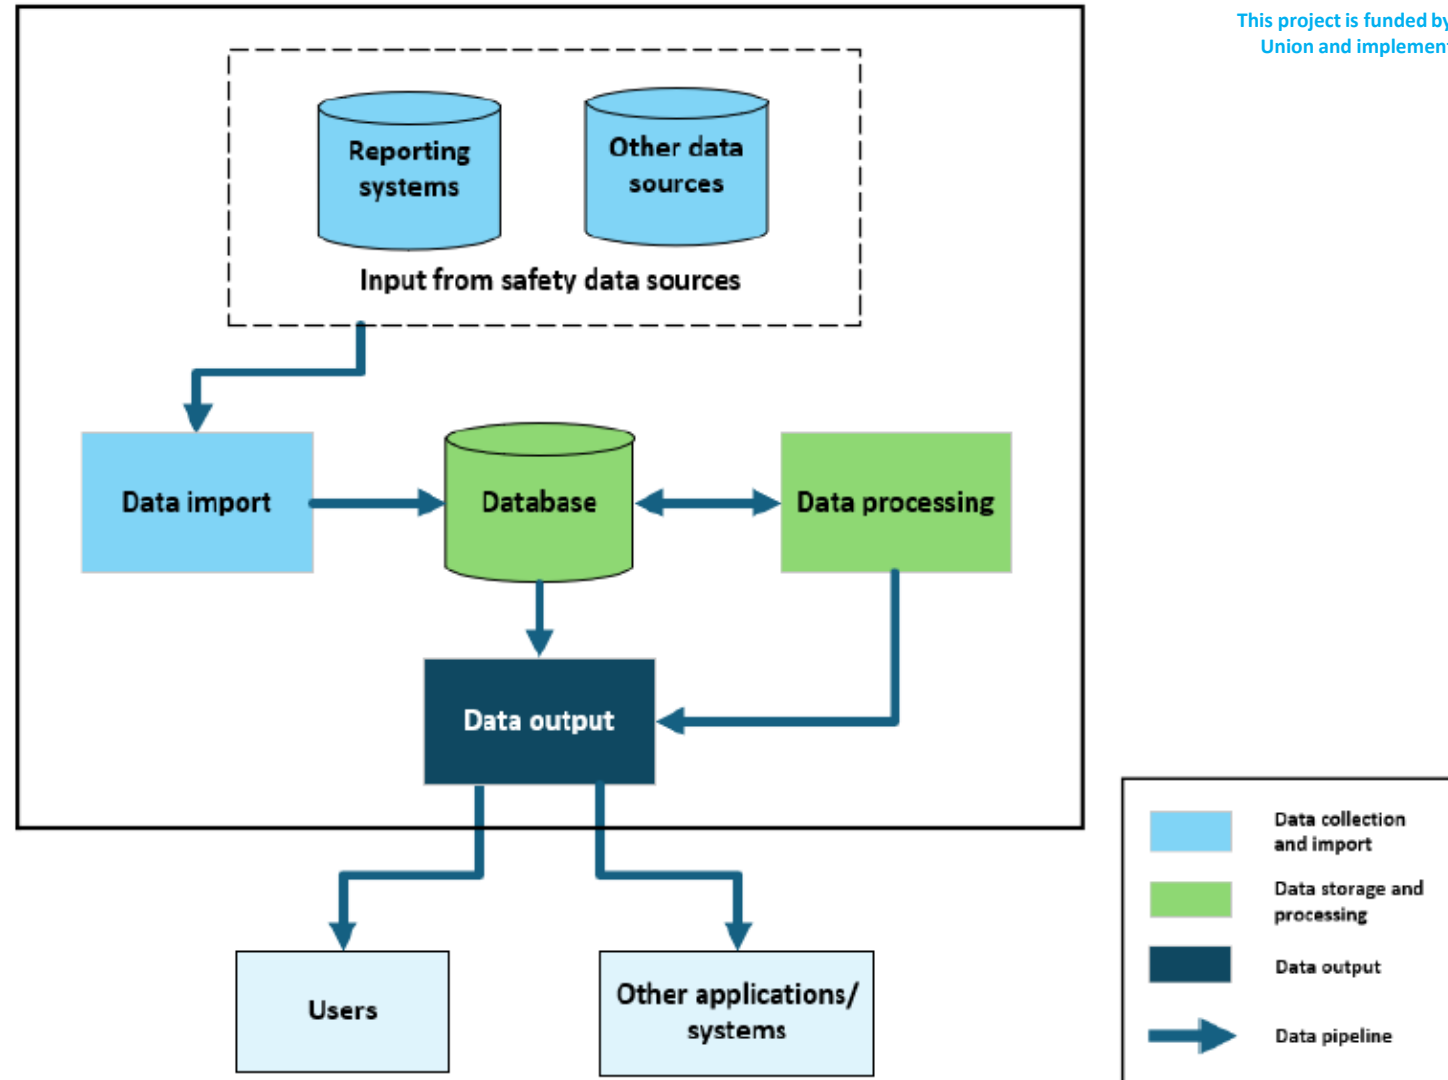 This project is funded by
Union and implement
Reporting
systems
Other data
sources
Input from safety data sources
Data import
Database
Data processing
Data output
Users
Other applications/
systems
Data collection
and import
Data storage and
processing
Data output
Data pipeline